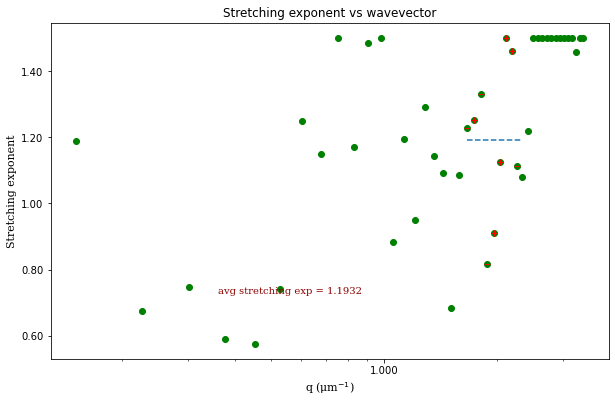 Stretching exponent vs wavevector
Stretching exponent
1.40
1.20
1.00
0.80
0.60
avg stretching exp = 1.1932
1.000
q (μm⁻¹)